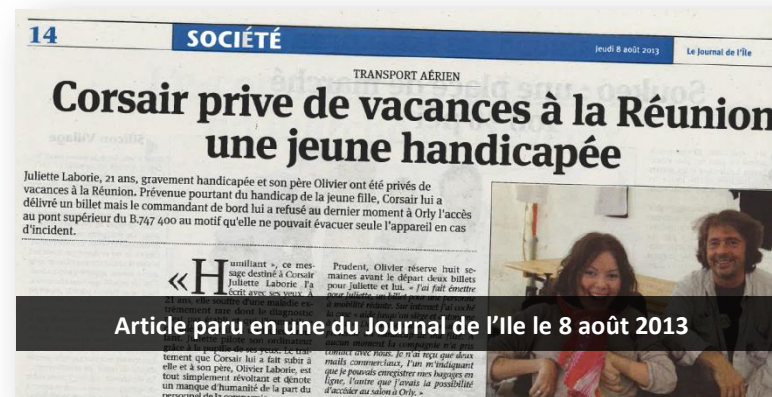 14
SOCIÉTÉ
Jeudi 8 août 2013
Le Journal de l'Île
TRANSPORT AÉRIEN
Corsair prive de vacances à la Réunion
une jeune handicapée
Juliette Laborie, 21 ans, gravement handicapée et son père Olivier ont été privés de
vacances à la Réunion. Prévenue pourtant du handicap de la jeune fille, Corsair lui a
délivré un billet mais le commandant de bord lui a refusé au dernier moment à Orly l'accès
au pont supérieur du B.747 400 au motif qu'elle ne pouvait évacuer seule l'appareil en cas
d'incident.
« Humiliant », ce mes-
sage destiné à Corsair
Juliette Laborie l'a
écrit avec ses yeux. À
21 ans, elle souffre d'une maladie ex-
trêmement rare dont le diagnostic
tant, Juliette pilote son ordinateur
grâce à la pupille de ses yeux. Le trai-
tement que Corsair lui a fait subir à
elle et à son père, Olivier Laborie, est
tout simplement révoltant et dénote
un manque d'humanité de la part du
personnel de la
Prudent, Olivier réserve huit se-
maines avant le départ deux billets
pour Juliette et lui. « J'ai fait émettre
pour Juliette, un billet pour une personne
à mobilité réduite. Sur internet j'ai coché
aucun moment la compagnie n'a pris
contact avec nous. Je n'ai reçu que deux
mails commerciaux, l'un m'indiquant
que je pouvais enregistrer mes bagages en
ligne, l'autre que j'avais la possibilité
d'accéder au salon à Orly. »
Article paru en une du Journal de l'Ile le 8 août 2013